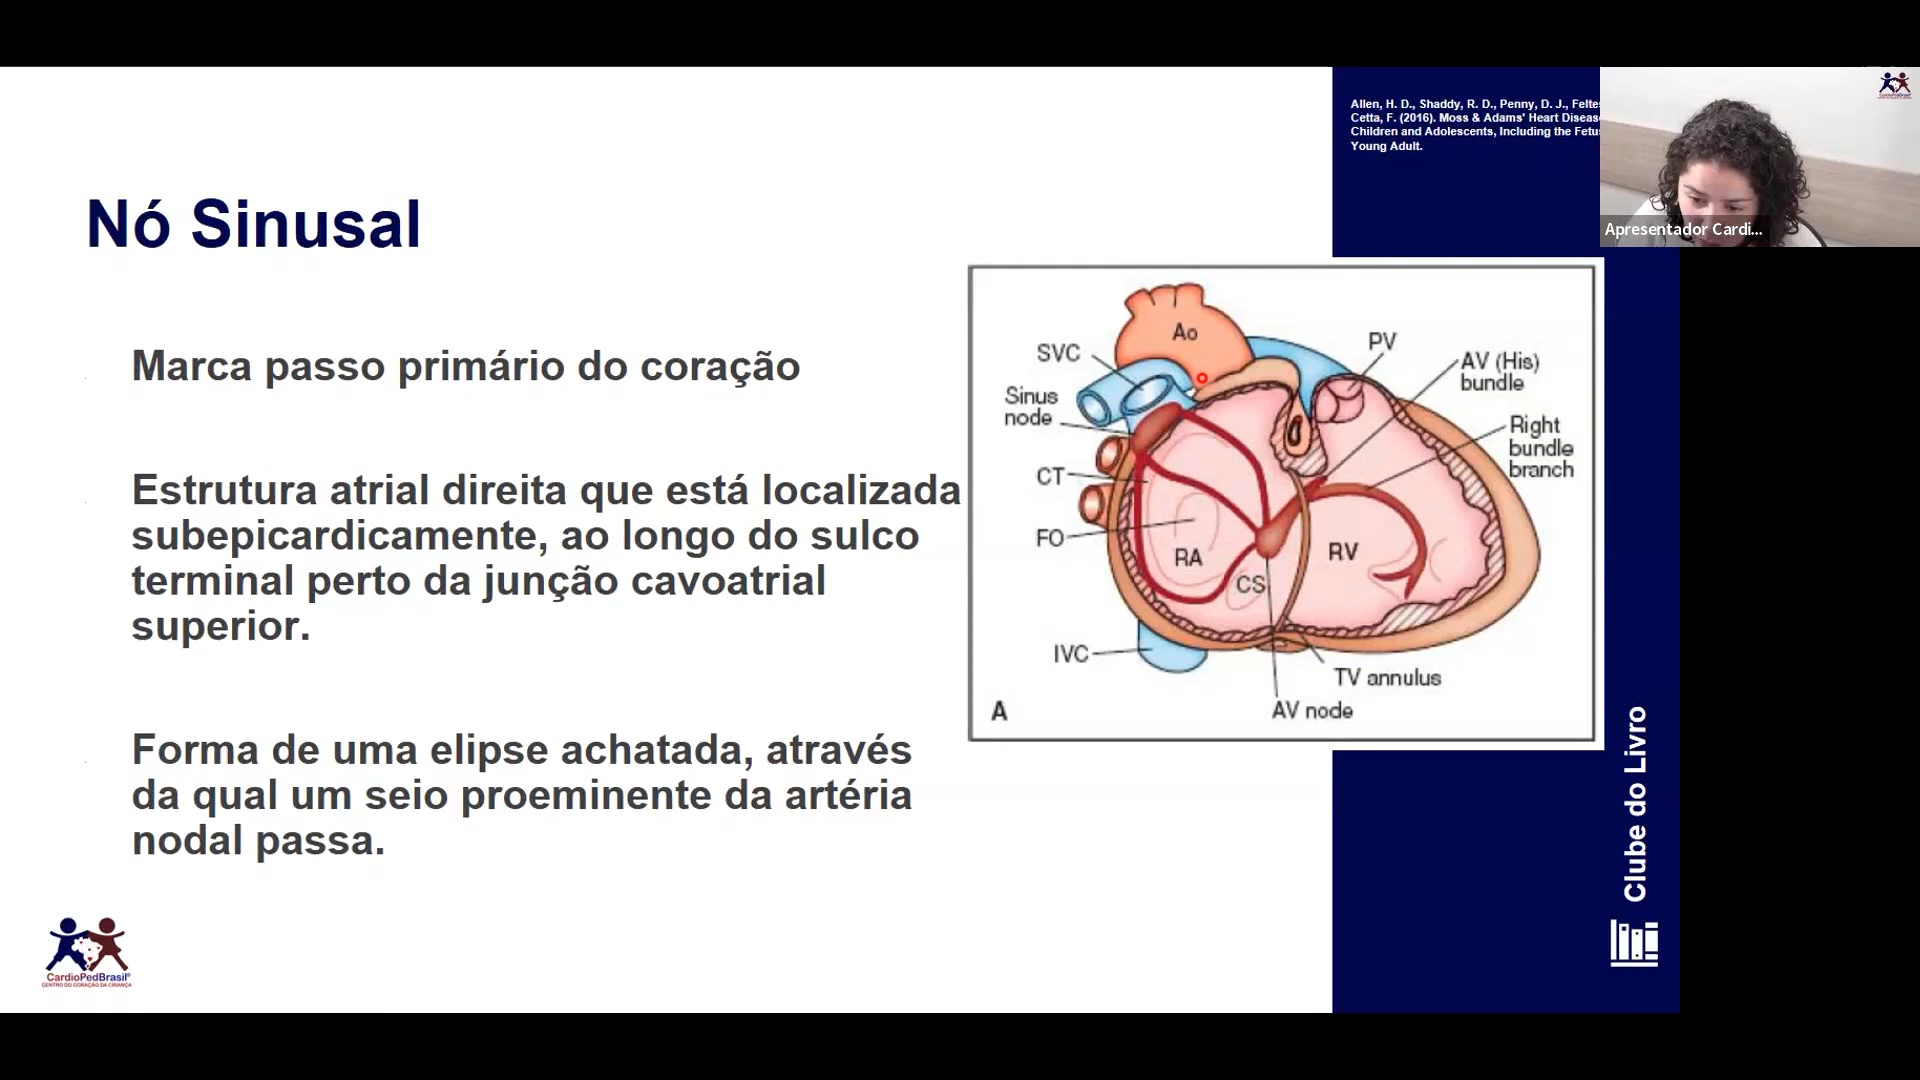 Allen, H. D., Shaddy, R. D., Penny, D. J., Feltes
Cetta, F. (2016). Moss & Adams' Heart Disease
Children and Adolescents, Including the Fetus
Young Adult.
Apresentador Cardi...
Nó Sinusal
Marca passo primário do coração
Estrutura atrial direita que está localizada
subepicardicamente, ao longo do sulco
terminal perto da junção cavoatrial
superior.
Forma de uma elipse achatada, através
da qual um seio proeminente da artéria
nodal passa.
Ao
SVC
PV
AV (His)
bundle
Sinus
node
Right
bundle
branch
CT
FO
RA
RV
CS
IVC
TV annulus
AV node
A
Clube do Livro
CardioPedBrasil®
CENTRO DO CORAÇÃO DA CRIANÇA